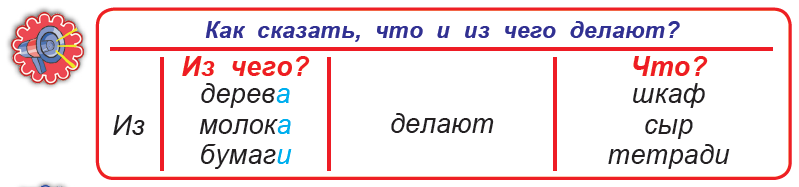 Как сказать, что и из чего делают?
Из чего? Что?
дерева шкаф
Из молока делают сыр
бумаги тетради